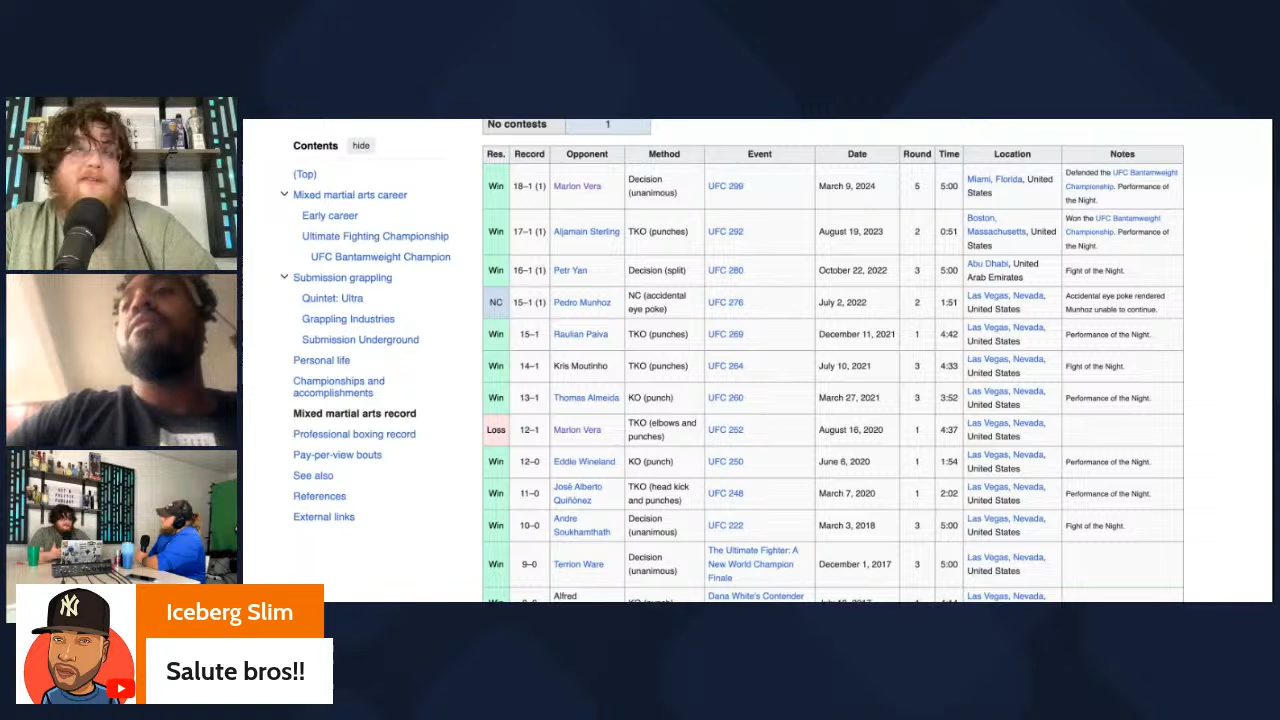 No contests 1
Contents hide
(Top)
Mixed martial arts career
Early career
Ultimate Fighting Championship
UFC Bantamweight Champion
Submission grappling
Quintet: Ultra
Grappling Industries
Submission Underground
Personal life
Championships and
accomplishments
Mixed martial arts record
Professional boxing record
Pay-per-view bouts
See also
References
External links
Res. Record Opponent Method Event Date Round Time Location Notes
Win 18–1 (1) Marlon Vera Decision (unanimous) UFC 299 March 9, 2024 5 5:00 Miami, Florida, United States Defended the UFC Bantamweight Championship. Performance of the Night.
Win 17–1 (1) Aljamain Sterling TKO (punches) UFC 292 August 19, 2023 2 0:51 Boston, Massachusetts, United States Won the UFC Bantamweight Championship. Performance of the Night.
Win 16–1 (1) Petr Yan Decision (split) UFC 280 October 22, 2022 3 5:00 Abu Dhabi, United Arab Emirates Fight of the Night.
NC 15–1 (1) Pedro Munhoz NC (accidental eye poke) UFC 276 July 2, 2022 2 1:51 Las Vegas, Nevada, United States Accidental eye poke rendered Munhoz unable to continue.
Win 15–1 Raulian Paiva TKO (punches) UFC 269 December 11, 2021 1 4:42 Las Vegas, Nevada, United States Performance of the Night.
Win 14–1 Kris Moutinho TKO (punches) UFC 264 July 10, 2021 3 4:33 Las Vegas, Nevada, United States Fight of the Night.
Win 13–1 Thomas Almeida KO (punch) UFC 260 March 27, 2021 3 3:52 Las Vegas, Nevada, United States Performance of the Night.
Loss 12–1 Marlon Vera TKO (elbows and punches) UFC 252 August 16, 2020 1 4:37 Las Vegas, Nevada, United States
Win 12–0 Eddie Wineland KO (punch) UFC 250 June 6, 2020 1 1:54 Las Vegas, Nevada, United States Performance of the Night.
Win 11–0 José Alberto Quiñónez TKO (head kick and punches) UFC 248 March 7, 2020 1 2:02 Las Vegas, Nevada, United States Performance of the Night.
Win 10–0 Andre Soukhamthath Decision (unanimous) UFC 222 March 3, 2018 3 5:00 Las Vegas, Nevada, United States Fight of the Night.
Win 9–0 Terrion Ware Decision (unanimous) The Ultimate Fighter: A New World Champion Finale December 1, 2017 3 5:00 Las Vegas, Nevada, United States
Alfred Dana White's Contender Las Vegas, Nevada,
Iceberg Slim
Salute bros!!